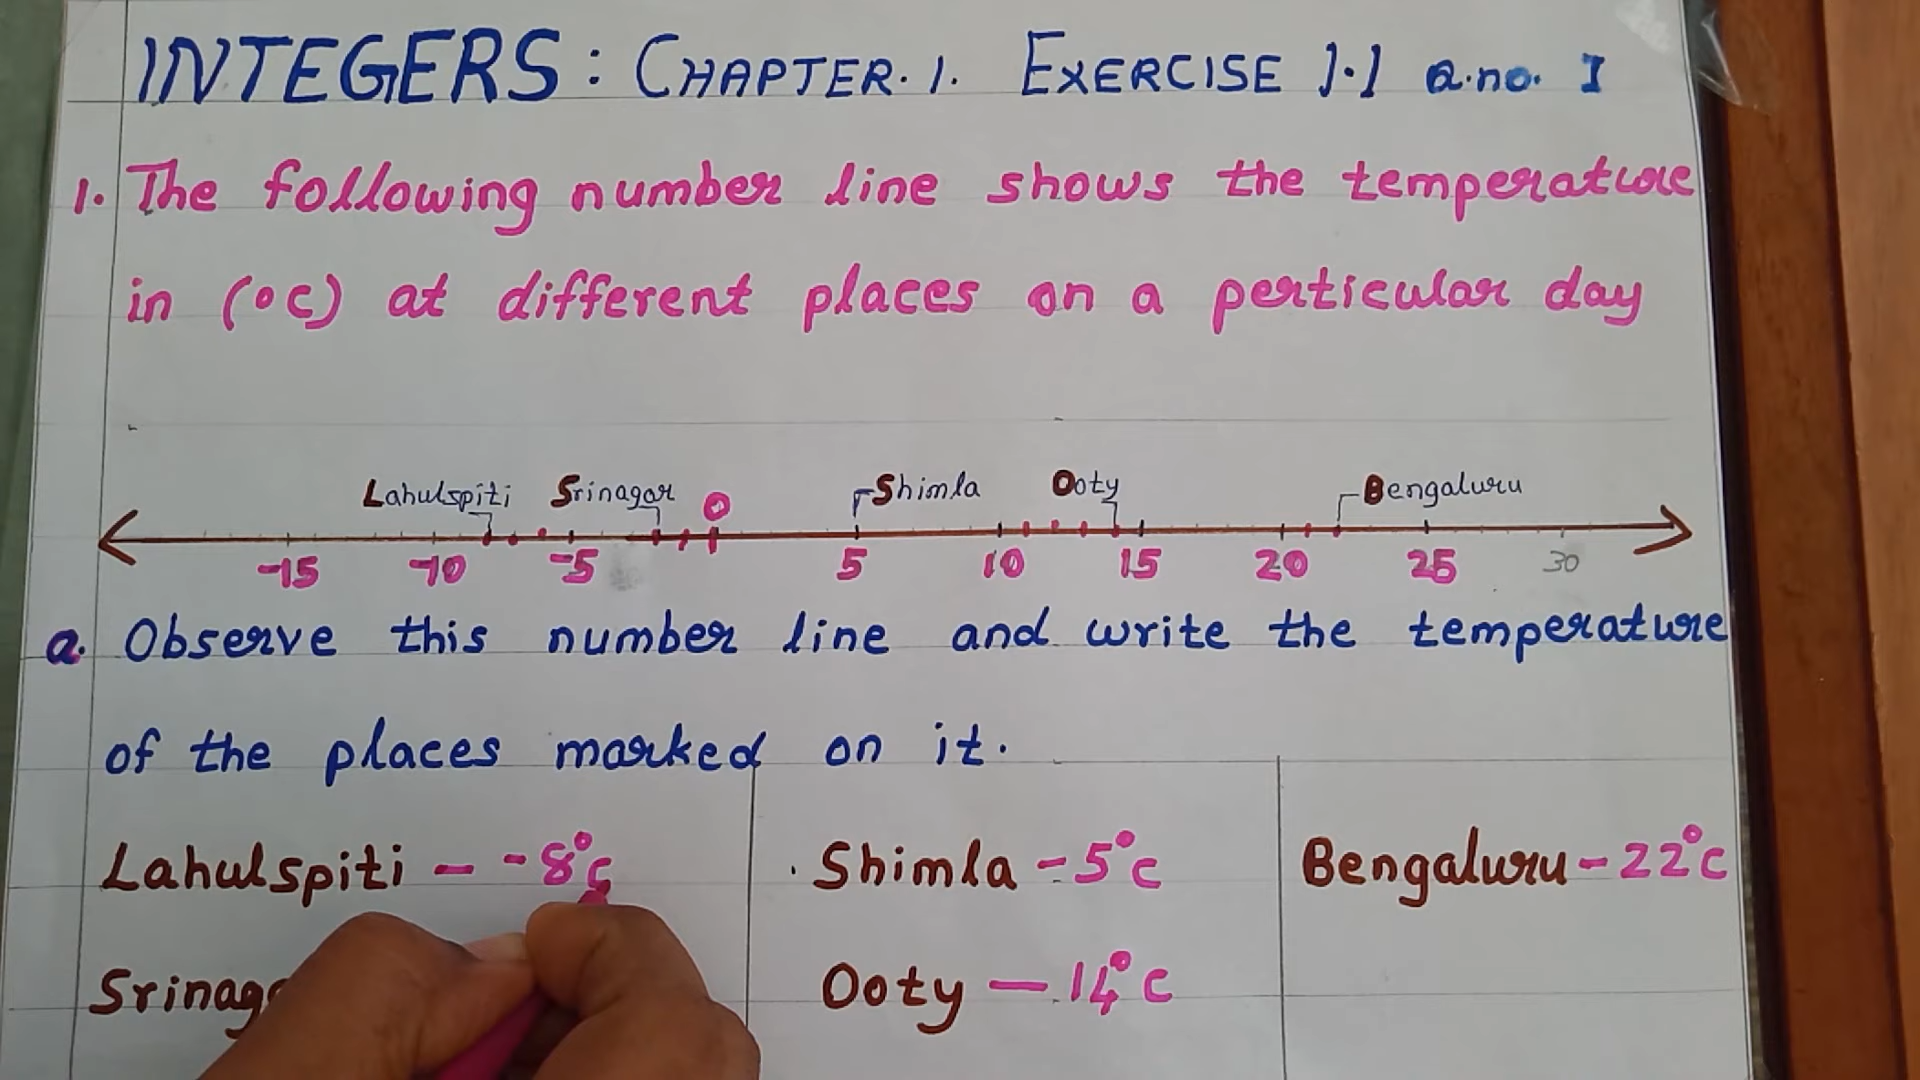 INTEGERS: CHAPTER. 1. EXERCISE 1.1 Q.no. I
1. The following number line shows the temperature
in (°C) at different places on a perticular day
Lahulspiti Srinagar 0 Shimla Ooty Bengaluru
-15 -10 -5 5 10 15 20 25 30
a. Observe this number line and write the temperature
of the places marked on it.
Lahulspiti — -8°C Shimla - 5°C Bengaluru - 22°C
Ooty — 14°C